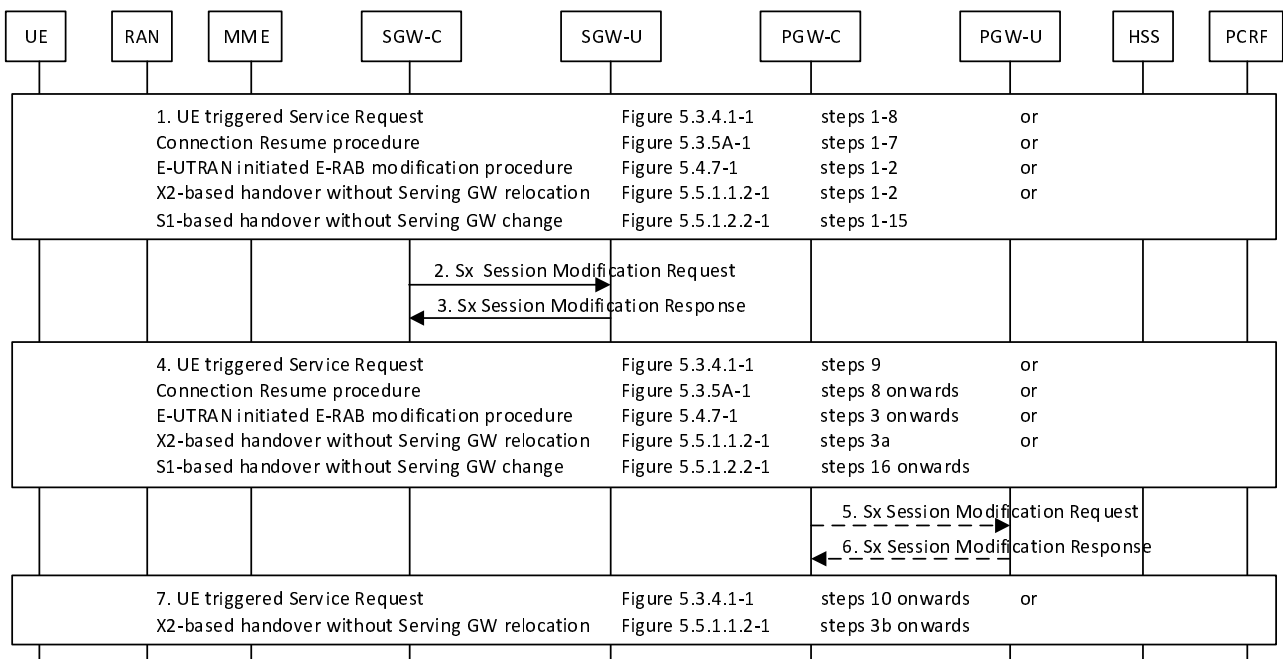 UE RAN MME SGW-C SGW-U PGW-C PGW-U HSS PCRF
1. UE triggered Service Request Figure 5.3.4.1-1 steps 1-8 or
Connection Resume procedure Figure 5.3.5A-1 steps 1-7 or
E-UTRAN initiated E-RAB modification procedure Figure 5.4.7-1 steps 1-2 or
X2-based handover without Serving GW relocation Figure 5.5.1.1.2-1 steps 1-2 or
S1-based handover without Serving GW change Figure 5.5.1.2.2-1 steps 1-15
2. Sx Session Modification Request
3. Sx Session Modification Response
4. UE triggered Service Request Figure 5.3.4.1-1 steps 9 or
Connection Resume procedure Figure 5.3.5A-1 steps 8 onwards or
E-UTRAN initiated E-RAB modification procedure Figure 5.4.7-1 steps 3 onwards or
X2-based handover without Serving GW relocation Figure 5.5.1.1.2-1 steps 3a or
S1-based handover without Serving GW change Figure 5.5.1.2.2-1 steps 16 onwards
5. Sx Session Modification Request
6. Sx Session Modification Response
7. UE triggered Service Request Figure 5.3.4.1-1 steps 10 onwards or
X2-based handover without Serving GW relocation Figure 5.5.1.1.2-1 steps 3b onwards